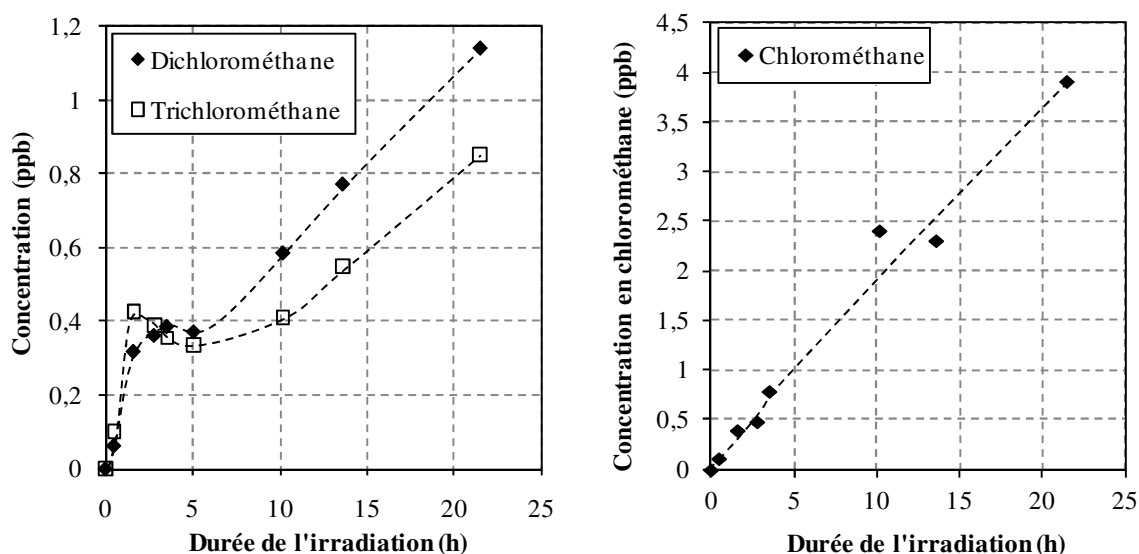 1,2
1
0,8
0,6
0,4
0,2
0
Concentration (ppb)
Dichlorométhane
Trichlorométhane
0 5 10 15 20 25
Durée de l'irradiation (h)
4,5
4
3,5
3
2,5
2
1,5
1
0,5
0
Concentration en chlorométhane (ppb)
Chlorométhane
0 5 10 15 20 25
Durée de l'irradiation (h)